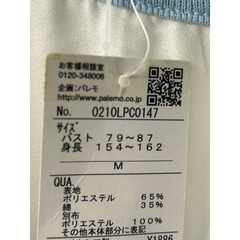 お客様相談室
0120-348006
企画:パレモ
http://www.palemo.co.jp
No. 0210LPC0147
サイズ
バスト 79~87
身長 154~162
M
QUA.
表地
ポリエステル 65%
綿 35%
別布
ポリエステル 100%
その他本体部分に表記